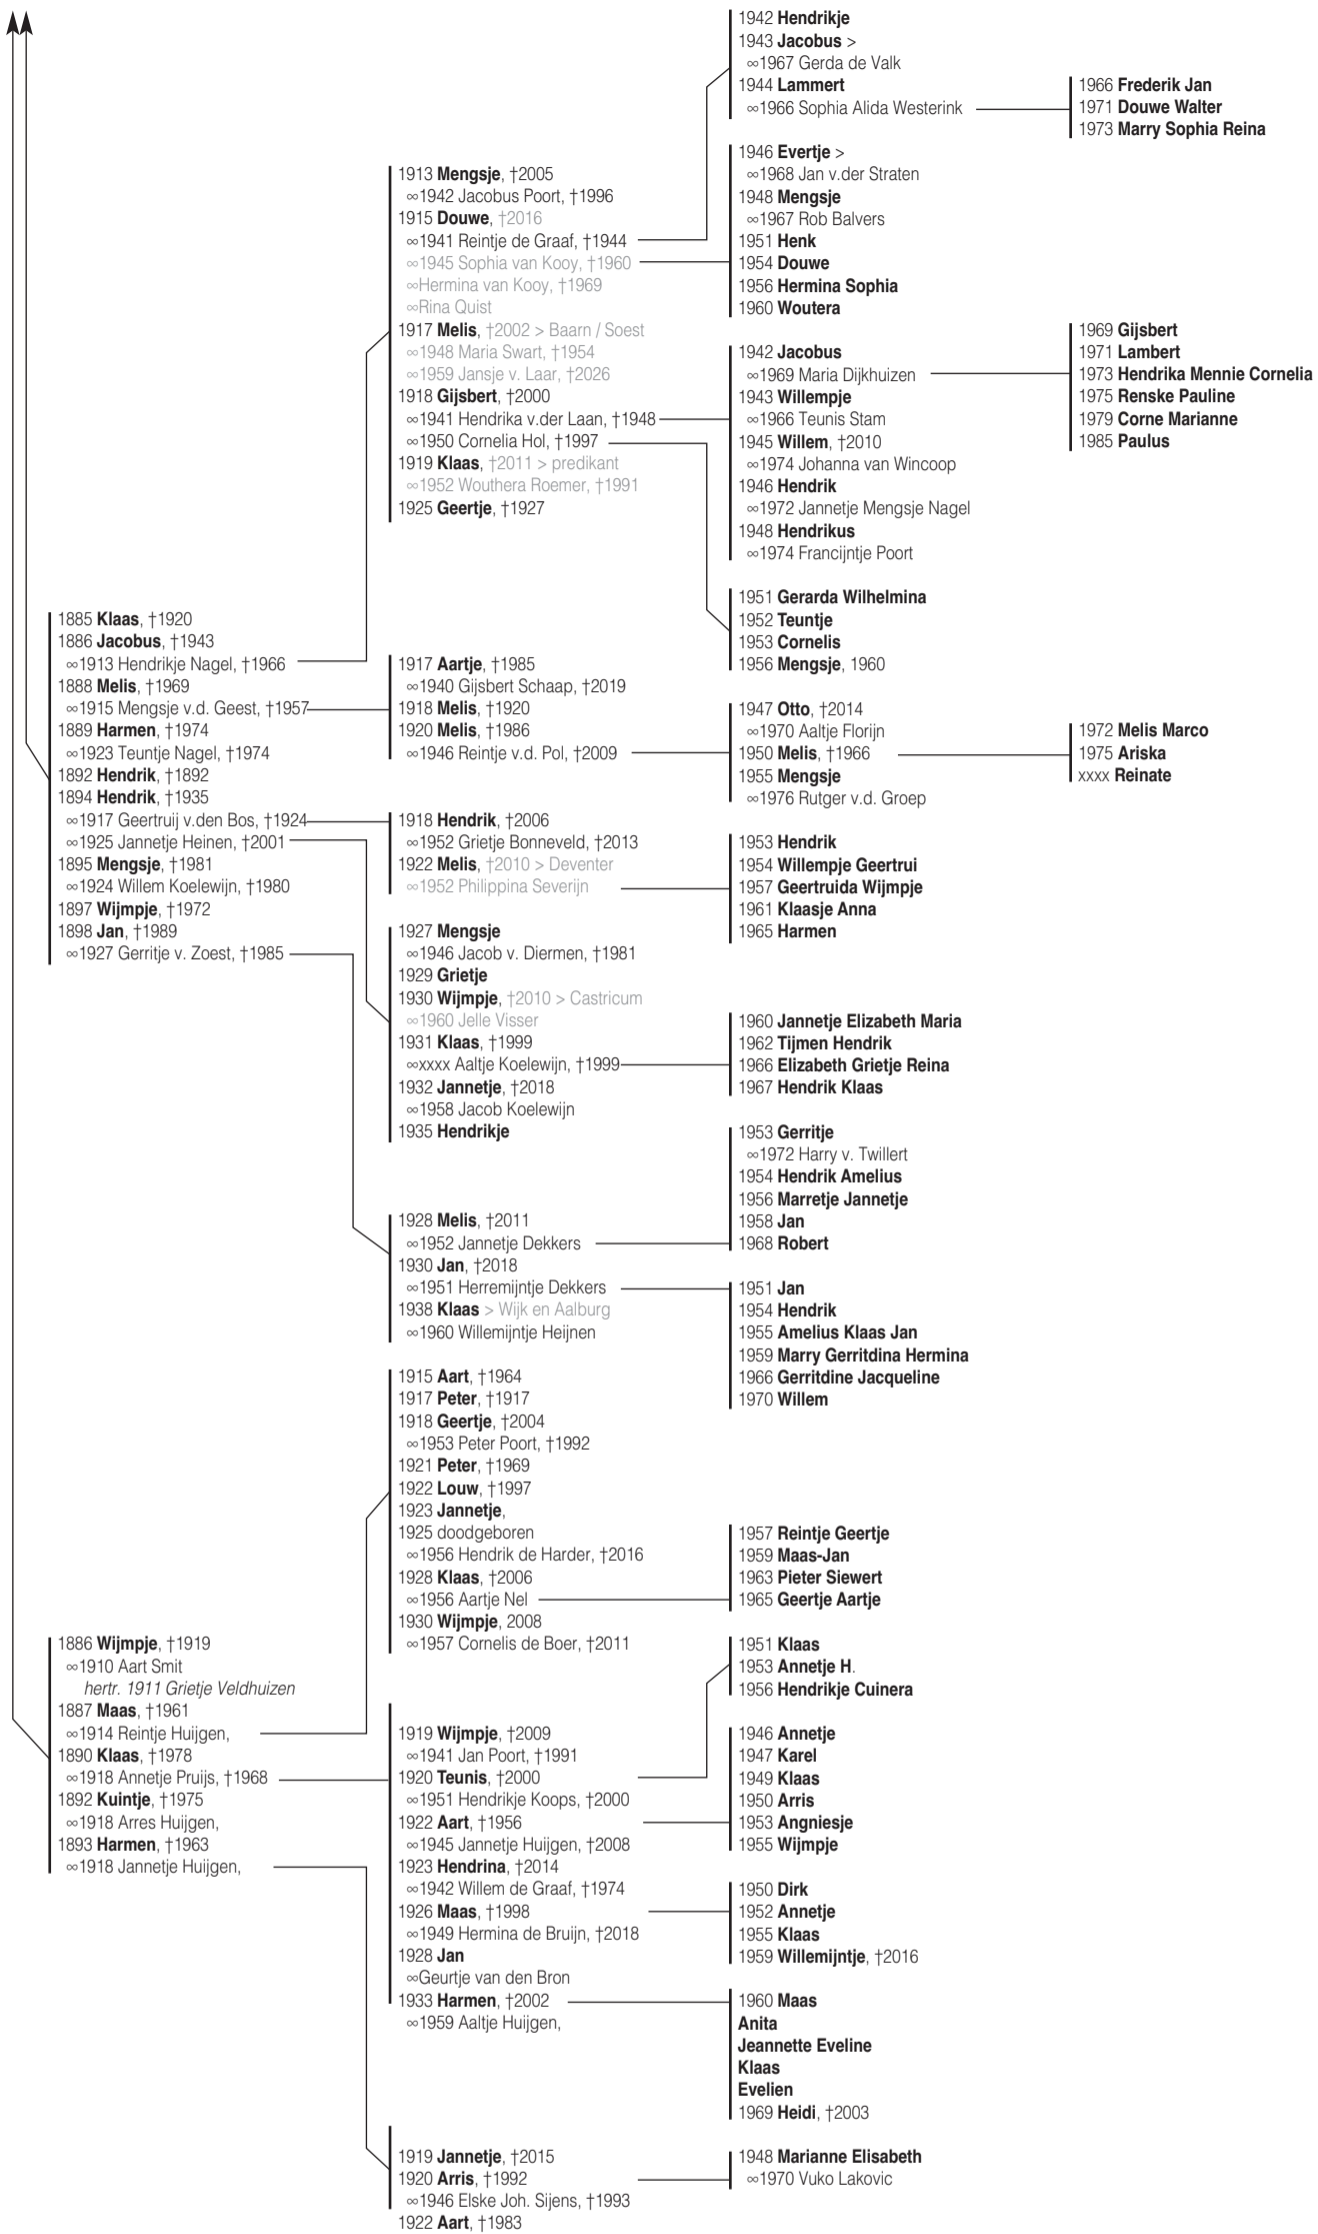 1885 Klaas, †1920
1886 Jacobus, †1943
∞1913 Hendrikje Nagel, †1966
1888 Melis, †1969
∞1915 Mengsje v.d. Geest, †1957
1889 Harmen, †1974
∞1923 Teuntje Nagel, †1974
1892 Hendrik, †1892
1894 Hendrik, †1935
∞1917 Geertruij v.den Bos, †1924
∞1925 Jannetje Heinen, †2001
1895 Mengsje, †1981
∞1924 Willem Koelewijn, †1980
1897 Wijmpje, †1972
1898 Jan, †1989
∞1927 Gerritje v. Zoest, †1985
1886 Wijmpje, †1919
∞1910 Aart Smit
hertr. 1911 Grietje Veldhuizen
1887 Maas, †1961
∞1914 Reintje Huijgen,
1890 Klaas, †1978
∞1918 Annetje Pruijs, †1968
1892 Kuintje, †1975
∞1918 Arres Huijgen,
1893 Harmen, †1963
∞1918 Jannetje Huijgen,
1913 Mengsje, †2005
∞1942 Jacobus Poort, †1996
1915 Douwe, †2016
∞1941 Reintje de Graaf, †1944
∞1945 Sophia van Kooy, †1960
∞Hermina van Kooy, †1969
∞Rina Quist
1917 Melis, †2002 > Baarn / Soest
∞1948 Maria Swart, †1954
∞1959 Jansje v. Laar, †2026
1918 Gijsbert, †2000
∞1941 Hendrika v.der Laan, †1948
∞1950 Cornelia Hol, †1997
1919 Klaas, †2011 > predikant
∞1952 Wouthera Roemer, †1991
1925 Geertje, †1927
1917 Aartje, †1985
∞1940 Gijsbert Schaap, †2019
1918 Melis, †1920
1920 Melis, †1986
∞1946 Reintje v.d. Pol, †2009
1918 Hendrik, †2006
∞1952 Grietje Bonneveld, †2013
1922 Melis, †2010 > Deventer
∞1952 Philippina Severijn
1927 Mengsje
∞1946 Jacob v. Diermen, †1981
1929 Grietje
1930 Wijmpje, †2010 > Castricum
∞1960 Jelle Visser
1931 Klaas, †1999
∞xxxx Aaltje Koelewijn, †1999
1932 Jannetje, †2018
∞1958 Jacob Koelewijn
1935 Hendrikje
1928 Melis, †2011
∞1952 Jannetje Dekkers
1930 Jan, †2018
∞1951 Herremijntje Dekkers
1938 Klaas > Wijk en Aalburg
∞1960 Willemijntje Heijnen
1915 Aart, †1964
1917 Peter, †1917
1918 Geertje, †2004
∞1953 Peter Poort, †1992
1921 Peter, †1969
1922 Louw, †1997
1923 Jannetje,
1925 doodgeboren
∞1956 Hendrik de Harder, †2016
1928 Klaas, †2006
∞1956 Aartje Nel
1930 Wijmpje, 2008
∞1957 Cornelis de Boer, †2011
1919 Wijmpje, †2009
∞1941 Jan Poort, †1991
1920 Teunis, †2000
∞1951 Hendrikje Koops, †2000
1922 Aart, †1956
∞1945 Jannetje Huijgen, †2008
1923 Hendrina, †2014
∞1942 Willem de Graaf, †1974
1926 Maas, †1998
∞1949 Hermina de Bruijn, †2018
1928 Jan
∞Geurtje van den Bron
1933 Harmen, †2002
∞1959 Aaltje Huijgen,
1919 Jannetje, †2015
1920 Arris, †1992
∞1946 Elske Joh. Sijens, †1993
1922 Aart, †1983
1942 Hendrikje
1943 Jacobus >
∞1967 Gerda de Valk
1944 Lammert
∞1966 Sophia Alida Westerink
1946 Evertje >
∞1968 Jan v.der Straten
1948 Mengsje
∞1967 Rob Balvers
1951 Henk
1954 Douwe
1956 Hermina Sophia
1960 Woutera
1942 Jacobus
∞1969 Maria Dijkhuizen
1943 Willempje
∞1966 Teunis Stam
1945 Willem, †2010
∞1974 Johanna van Wincoop
1946 Hendrik
∞1972 Jannetje Mengsje Nagel
1948 Hendrikus
∞1974 Francijntje Poort
1951 Gerarda Wilhelmina
1952 Teuntje
1953 Cornelis
1956 Mengsje, 1960
1947 Otto, †2014
∞1970 Aaltje Florijn
1950 Melis, †1966
1955 Mengsje
∞1976 Rutger v.d. Groep
1953 Hendrik
1954 Willempje Geertrui
1957 Geertruida Wijmpje
1961 Klaasje Anna
1965 Harmen
1960 Jannetje Elizabeth Maria
1962 Tijmen Hendrik
1966 Elizabeth Grietje Reina
1967 Hendrik Klaas
1953 Gerritje
∞1972 Harry v. Twillert
1954 Hendrik Amelius
1956 Marretje Jannetje
1958 Jan
1968 Robert
1951 Jan
1954 Hendrik
1955 Amelius Klaas Jan
1959 Marry Gerritdina Hermina
1966 Gerritdine Jacqueline
1970 Willem
1957 Reintje Geertje
1959 Maas-Jan
1963 Pieter Siewert
1965 Geertje Aartje
1951 Klaas
1953 Annetje H.
1956 Hendrikje Cuinera
1946 Annetje
1947 Karel
1949 Klaas
1950 Arris
1953 Angniesje
1955 Wijmpje
1950 Dirk
1952 Annetje
1955 Klaas
1959 Willemijntje, †2016
1960 Maas
Anita
Jeannette Eveline
Klaas
Evelien
1969 Heidi, †2003
1948 Marianne Elisabeth
∞1970 Vuko Lakovic
1966 Frederik Jan
1971 Douwe Walter
1973 Marry Sophia Reina
1969 Gijsbert
1971 Lambert
1973 Hendrika Mennie Cornelia
1975 Renske Pauline
1979 Corne Marianne
1985 Paulus
1972 Melis Marco
1975 Ariska
xxxx Reinate